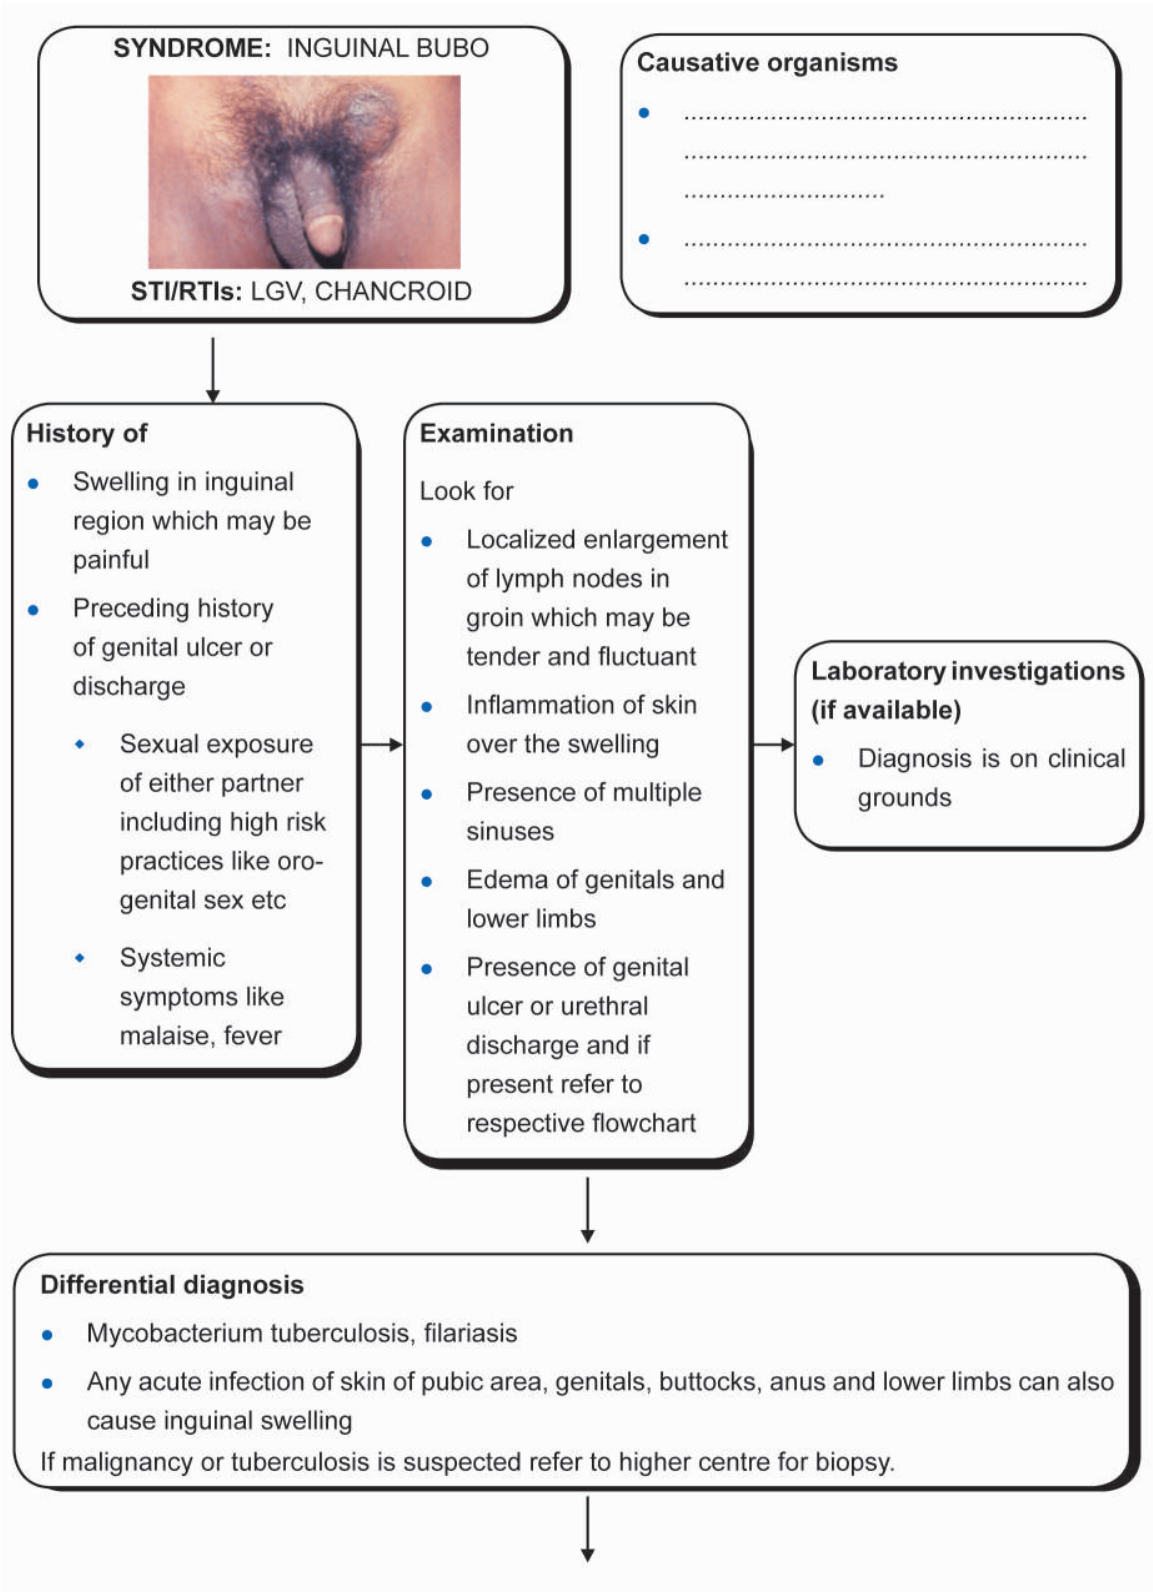 SYNDROME: INGUINAL BUBO
STI/RTIs: LGV, CHANCROID
Causative organisms
● ........................................................
........................................................
............................
● ........................................................
........................................................
History of
● Swelling in inguinal
region which may be
painful
● Preceding history
of genital ulcer or
discharge
◆ Sexual exposure
of either partner
including high risk
practices like oro-
genital sex etc
◆ Systemic
symptoms like
malaise, fever
Examination
Look for
● Localized enlargement
of lymph nodes in
groin which may be
tender and fluctuant
● Inflammation of skin
over the swelling
● Presence of multiple
sinuses
● Edema of genitals and
lower limbs
● Presence of genital
ulcer or urethral
discharge and if
present refer to
respective flowchart
Laboratory investigations
(if available)
● Diagnosis is on clinical
grounds
Differential diagnosis
● Mycobacterium tuberculosis, filariasis
● Any acute infection of skin of pubic area, genitals, buttocks, anus and lower limbs can also
cause inguinal swelling
If malignancy or tuberculosis is suspected refer to higher centre for biopsy.